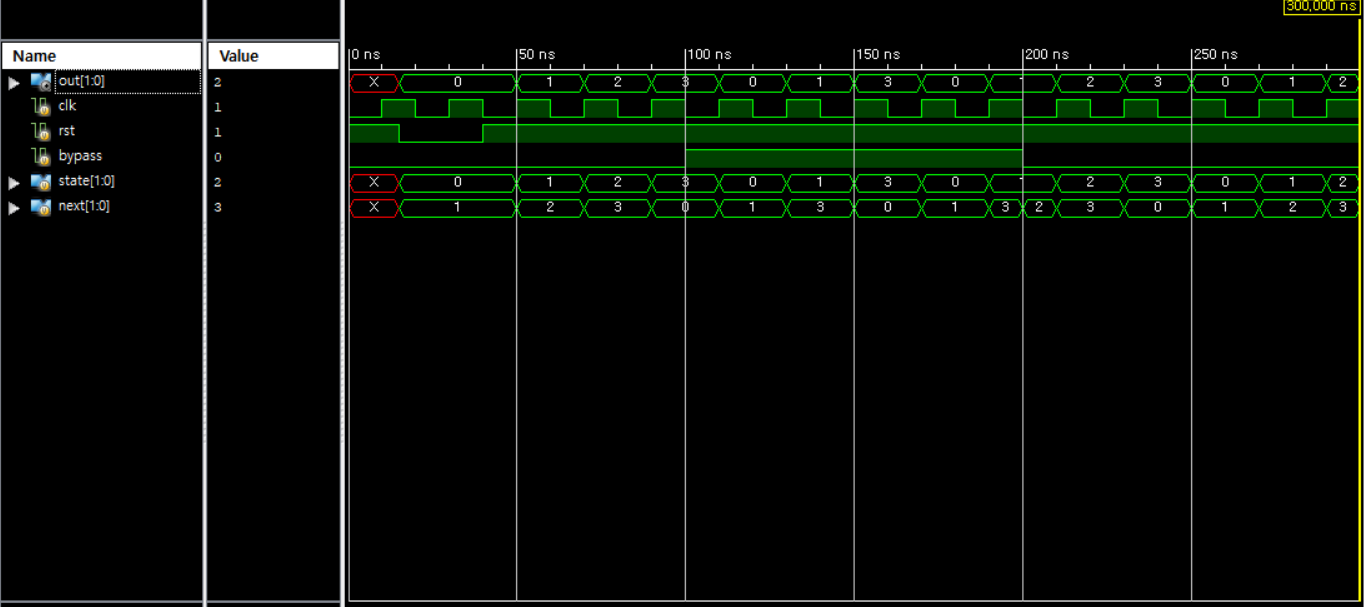 300,000 ns
Name Value 0 ns 50 ns 100 ns 150 ns 200 ns 250 ns
out[1:0] 2 X 0 1 2 3 0 1 3 0 1 2 3 0 1 2
clk 1
rst 1
bypass 0
state[1:0] 2 X 0 1 2 3 0 1 3 0 1 2 3 0 1 2
next[1:0] 3 X 1 2 3 0 1 3 0 1 3 2 3 0 1 2 3